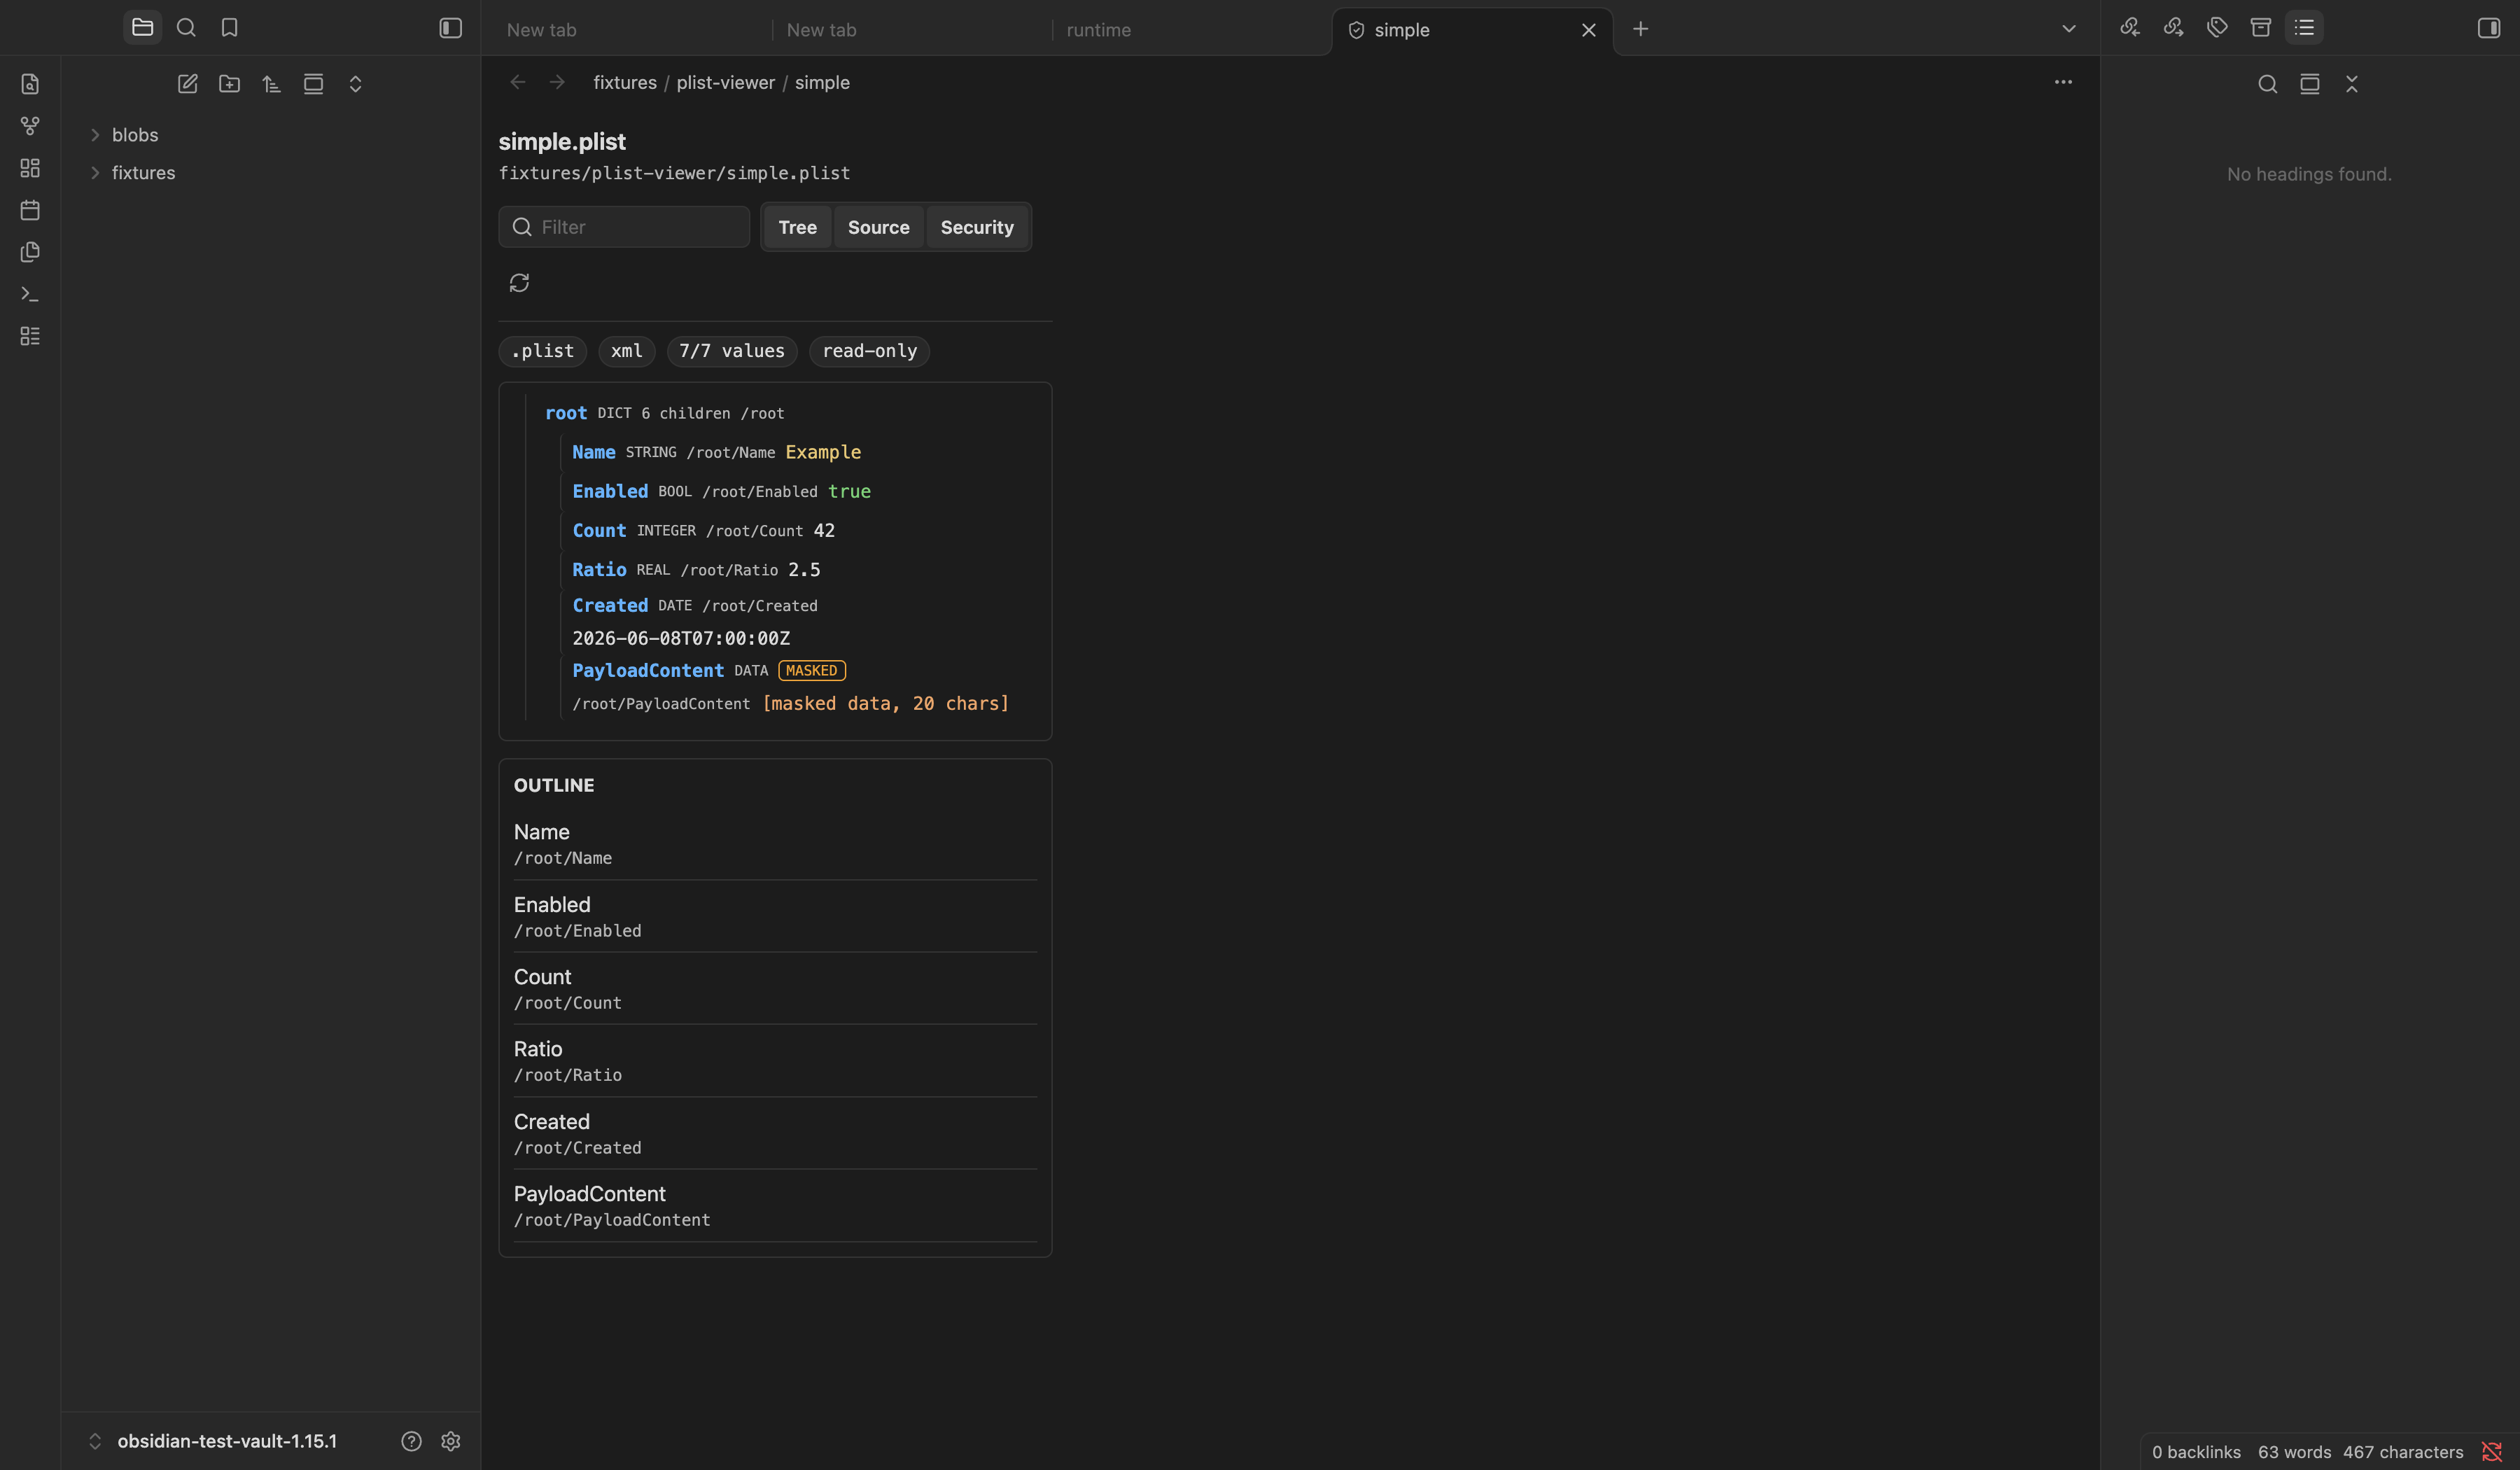 New tab
New tab
runtime
simple
fixtures / plist-viewer / simple
blobs
fixtures
simple.plist
fixtures/plist-viewer/simple.plist
Filter
Tree
Source
Security
.plist
xml
7/7 values
read-only
root DICT 6 children /root
Name STRING /root/Name Example
Enabled BOOL /root/Enabled true
Count INTEGER /root/Count 42
Ratio REAL /root/Ratio 2.5
Created DATE /root/Created
2026-06-08T07:00:00Z
PayloadContent DATA MASKED
/root/PayloadContent [masked data, 20 chars]
OUTLINE
Name
/root/Name
Enabled
/root/Enabled
Count
/root/Count
Ratio
/root/Ratio
Created
/root/Created
PayloadContent
/root/PayloadContent
No headings found.
obsidian-test-vault-1.15.1
0 backlinks 63 words 467 characters